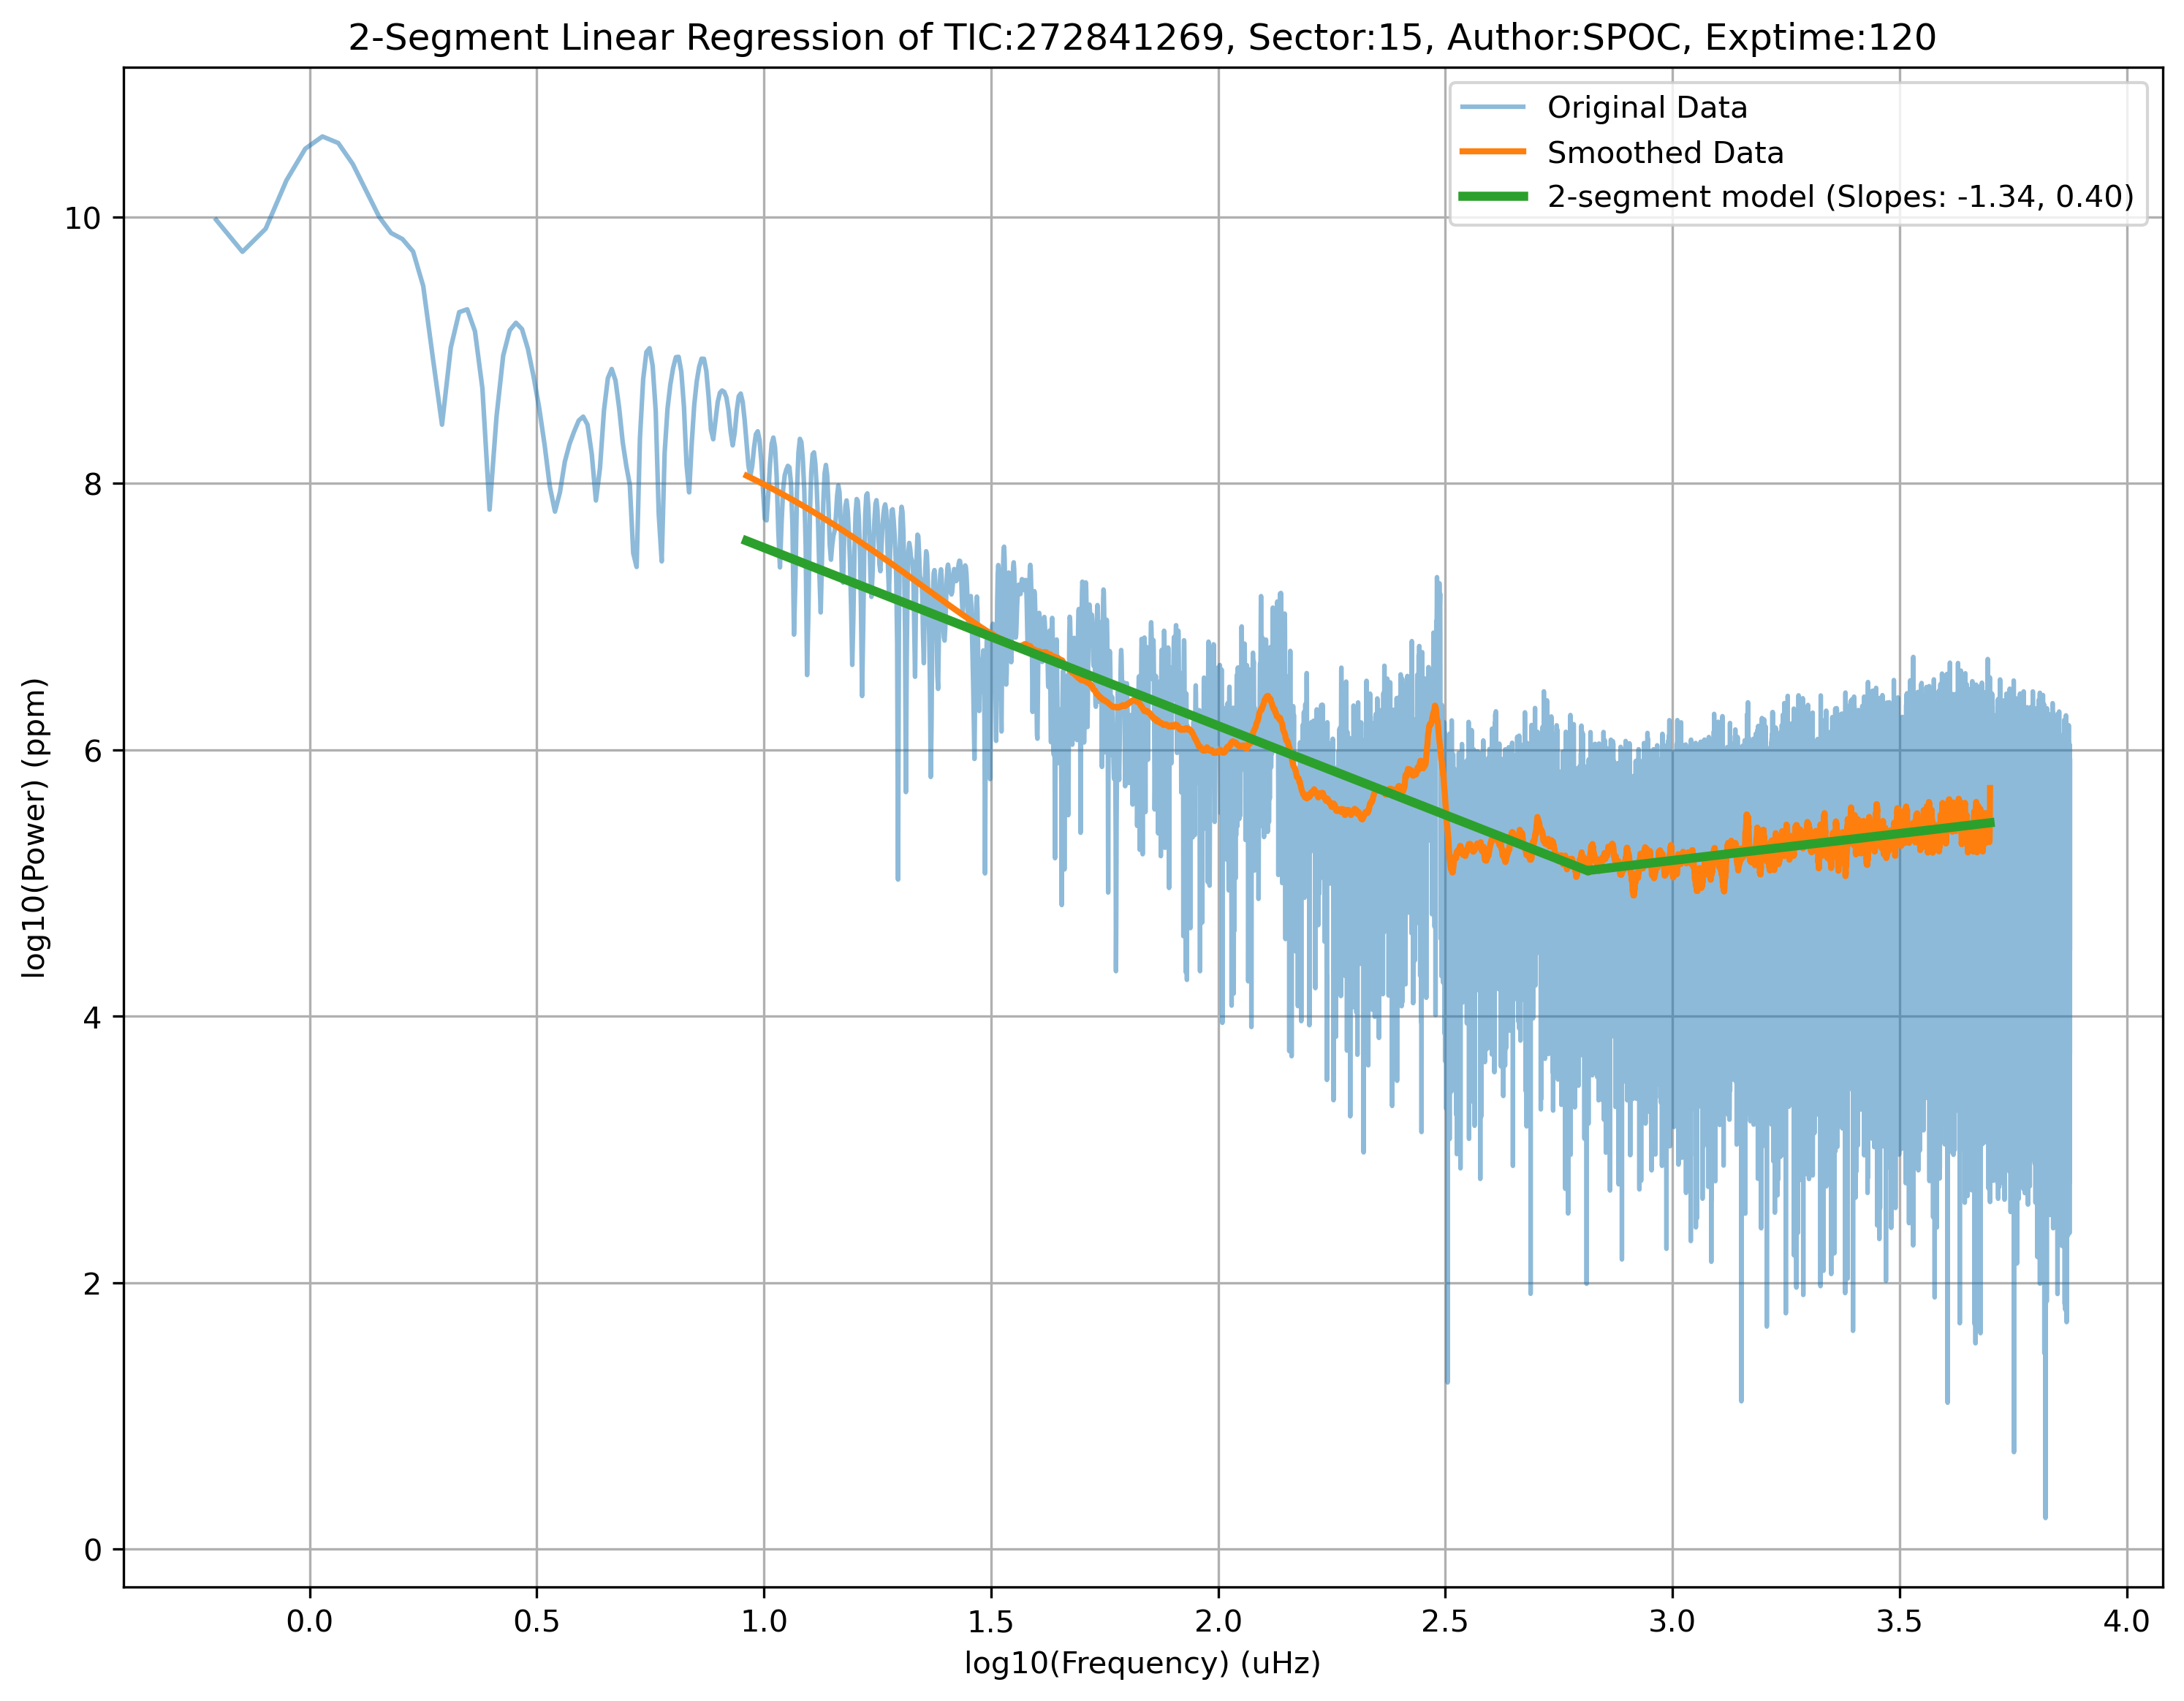 2-Segment Linear Regression of TIC:272841269, Sector:15, Author:SPOC, Exptime:120
Original Data
Smoothed Data
2-segment model (Slopes: -1.34, 0.40)
log10(Power) (ppm)
10
8
6
4
2
0
0.0 0.5 1.0 1.5 2.0 2.5 3.0 3.5 4.0
log10(Frequency) (uHz)